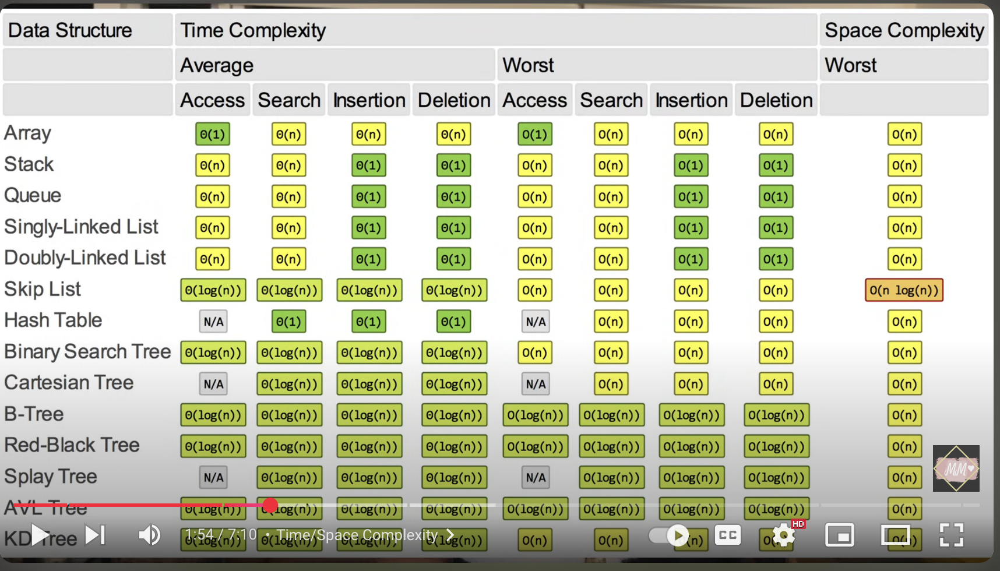 Data Structure Time Complexity Space Complexity
Average Worst Worst
Access Search Insertion Deletion Access Search Insertion Deletion
Array Θ(1) Θ(n) Θ(n) Θ(n) O(1) O(n) O(n) O(n) O(n)
Stack Θ(n) Θ(n) Θ(1) Θ(1) O(n) O(n) O(1) O(1) O(n)
Queue Θ(n) Θ(n) Θ(1) Θ(1) O(n) O(n) O(1) O(1) O(n)
Singly-Linked List Θ(n) Θ(n) Θ(1) Θ(1) O(n) O(n) O(1) O(1) O(n)
Doubly-Linked List Θ(n) Θ(n) Θ(1) Θ(1) O(n) O(n) O(1) O(1) O(n)
Skip List Θ(log(n)) Θ(log(n)) Θ(log(n)) Θ(log(n)) O(n) O(n) O(n) O(n) O(n log(n))
Hash Table N/A Θ(1) Θ(1) Θ(1) N/A O(n) O(n) O(n) O(n)
Binary Search Tree Θ(log(n)) Θ(log(n)) Θ(log(n)) Θ(log(n)) O(n) O(n) O(n) O(n) O(n)
Cartesian Tree N/A Θ(log(n)) Θ(log(n)) Θ(log(n)) N/A O(n) O(n) O(n) O(n)
B-Tree Θ(log(n)) Θ(log(n)) Θ(log(n)) Θ(log(n)) O(log(n)) O(log(n)) O(log(n)) O(log(n)) O(n)
Red-Black Tree Θ(log(n)) Θ(log(n)) Θ(log(n)) Θ(log(n)) O(log(n)) O(log(n)) O(log(n)) O(log(n)) O(n)
Splay Tree N/A Θ(log(n)) Θ(log(n)) Θ(log(n)) N/A O(log(n)) O(log(n)) O(log(n)) O(n)
MM
AVL Tree Θ(log(n)) Θ(log(n)) Θ(log(n)) Θ(log(n)) O(log(n)) O(log(n)) O(log(n)) O(log(n)) O(n)
KD Tree Θ(log(n)) Θ(log(n)) Θ(log(n)) Θ(log(n)) O(n) O(n) O(n) O(n) O(n)
1:54 / 7:10 • Time/Space Complexity CC HD